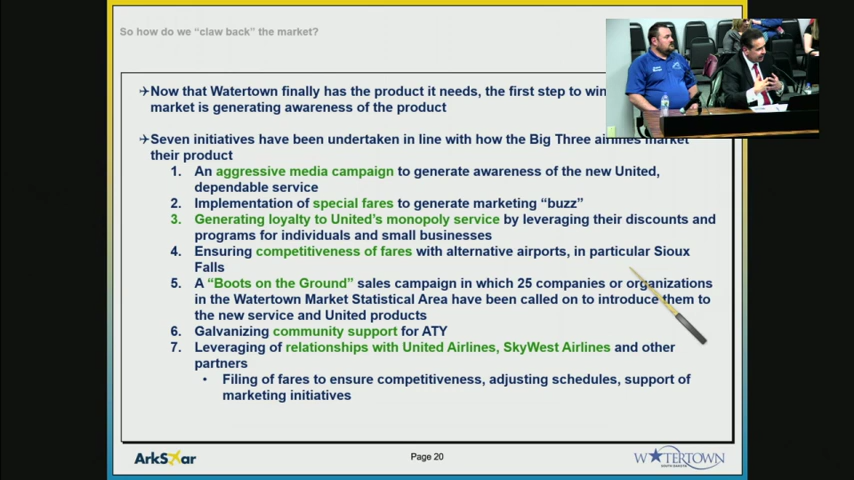 So how do we “claw back” the market?
Now that Watertown finally has the product it needs, the first step to
market is generating awareness of the product
Seven initiatives have been undertaken in line with how the Big Three airlines market
their product
1. An aggressive media campaign to generate awareness of the new United,
dependable service
2. Implementation of special fares to generate marketing “buzz”
3. Generating loyalty to United’s monopoly service by leveraging their discounts and
programs for individuals and small businesses
4. Ensuring competitiveness of fares with alternative airports, in particular Sioux
Falls
5. A “Boots on the Ground” sales campaign in which 25 companies or organizations
in the Watertown Market Statistical Area have been called on to introduce them to
the new service and United products
6. Galvanizing community support for ATY
7. Leveraging of relationships with United Airlines, SkyWest Airlines and other
partners
• Filing of fares to ensure competitiveness, adjusting schedules, support of
marketing initiatives
ArkStar
Page 20
WATERTOWN
SOUTH DAKOTA